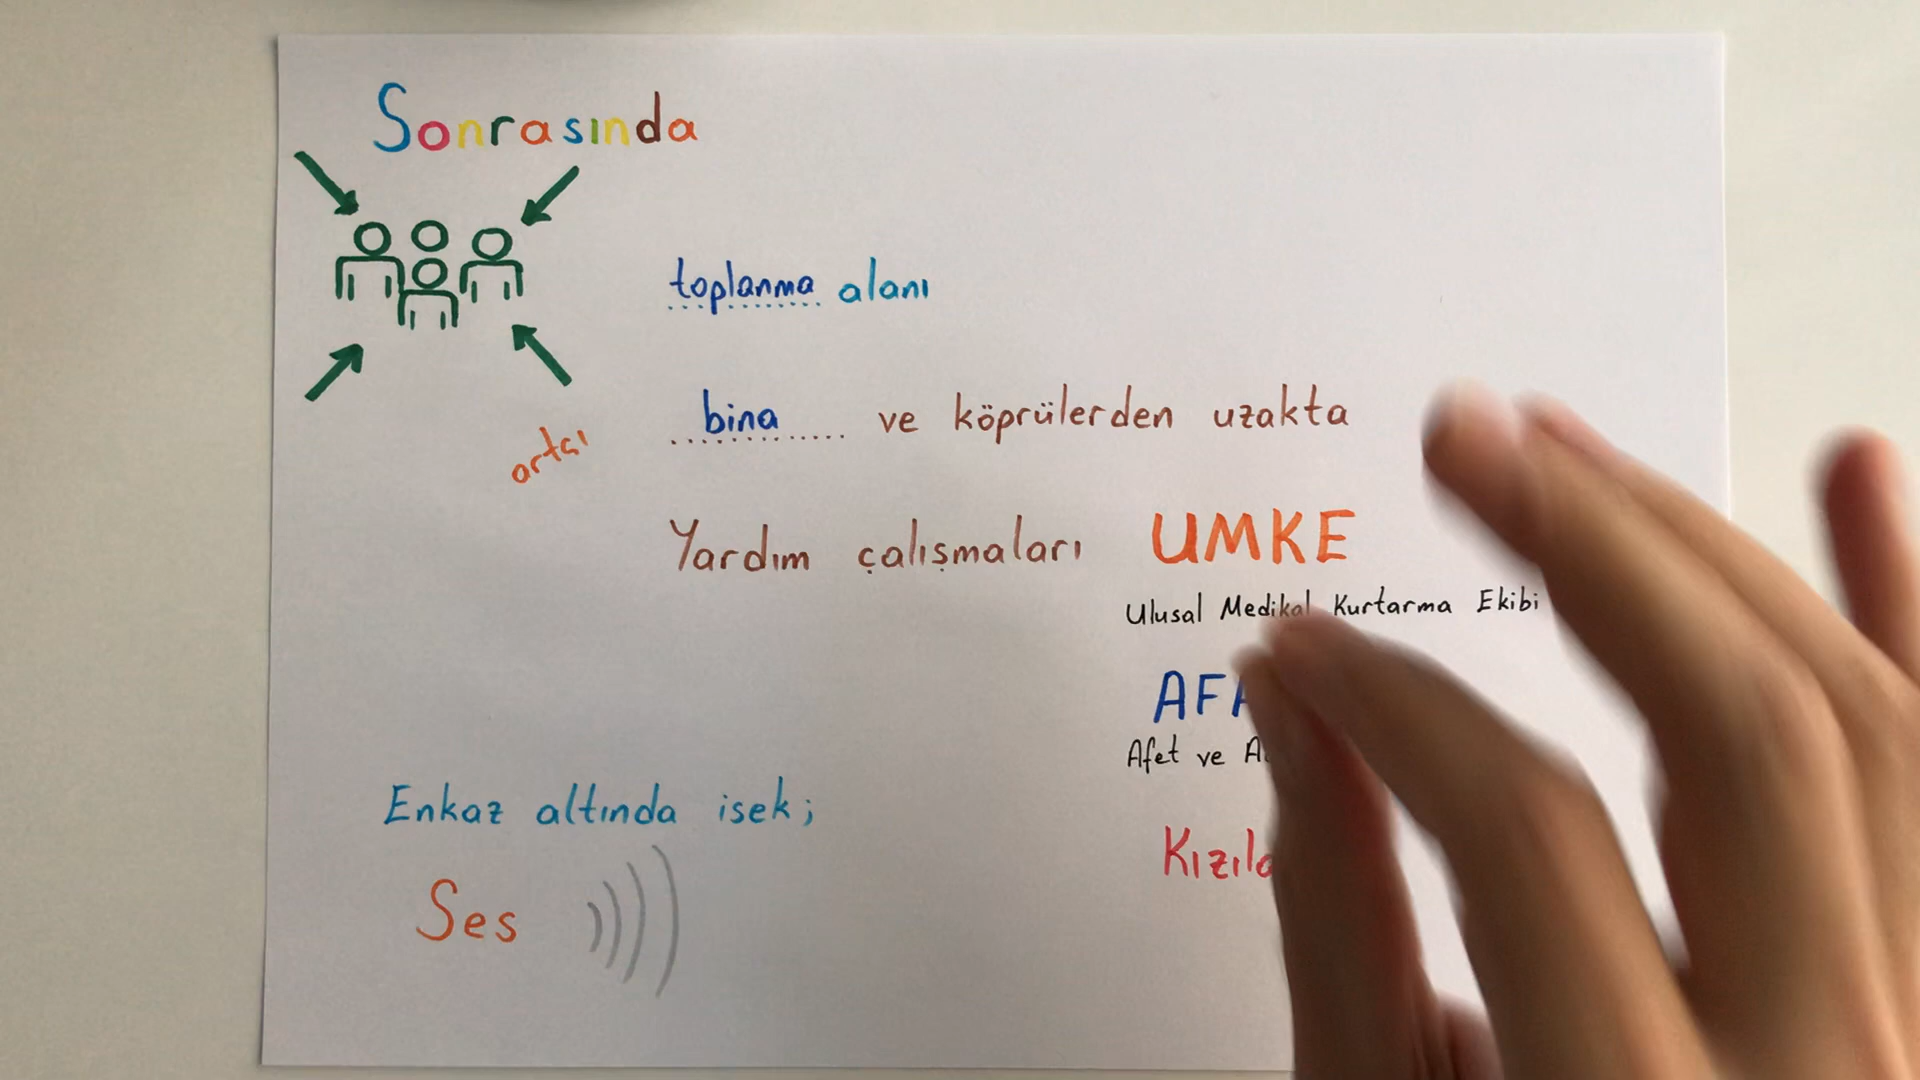 Sonrasında
toplanma alanı
bina ve köprülerden uzakta
artçı
Yardım çalışmaları UMKE
Ulusal Medikal Kurtarma Ekibi
Afet ve
Enkaz altında isek;
Ses